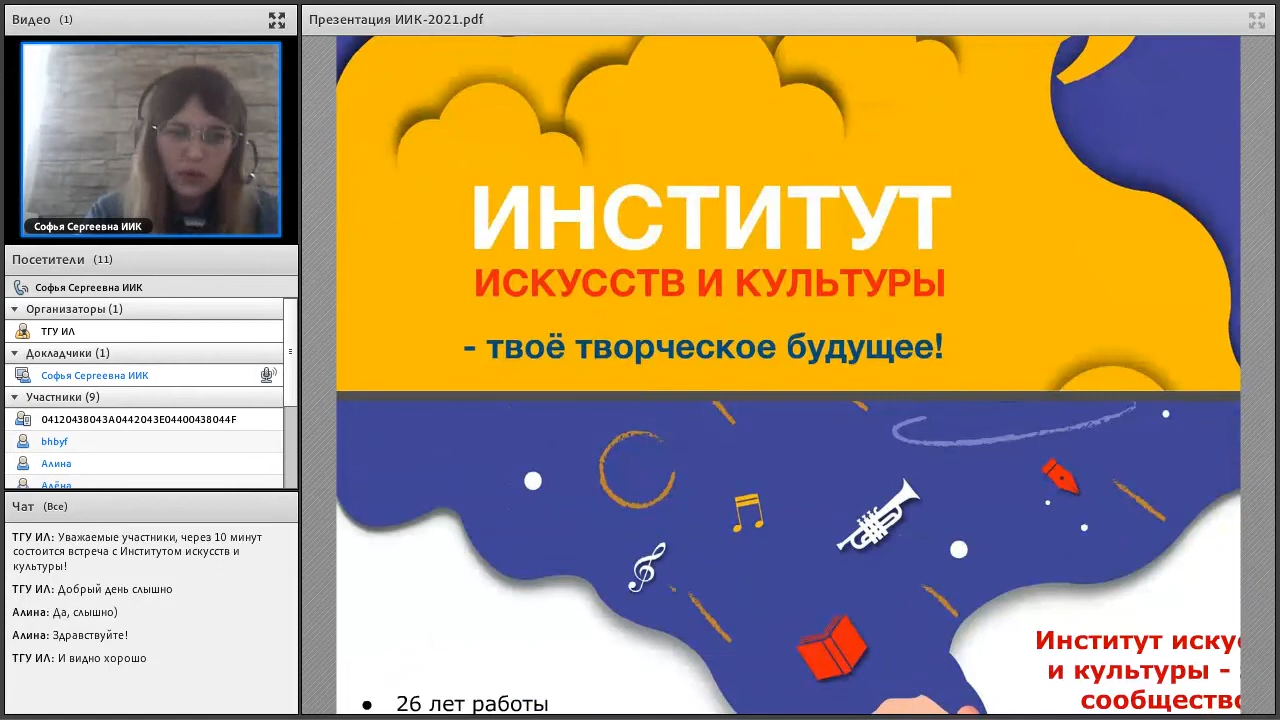 Видео (1)
Софья Сергеевна ИИК
Посетители (11)
Софья Сергеевна ИИК
Организаторы (1)
ТГУ ИЛ
Докладчики (1)
Софья Сергеевна ИИК
Участники (9)
04120438043A0442043E04400438044F
bhbyf
Алина
Алёна
Чат (Все)
ТГУ ИЛ: Уважаемые участники, через 10 минут
состоится встреча с Институтом искусств и
культуры!
ТГУ ИЛ: Добрый день слышно
Алина: Да, слышно)
Алина: Здравствуйте!
ТГУ ИЛ: И видно хорошо
Презентация ИИК-2021.pdf
ИНСТИТУТ
ИСКУССТВ И КУЛЬТУРЫ
- твоё творческое будущее!
• 26 лет работы
Институт искус
и культуры -
сообщество